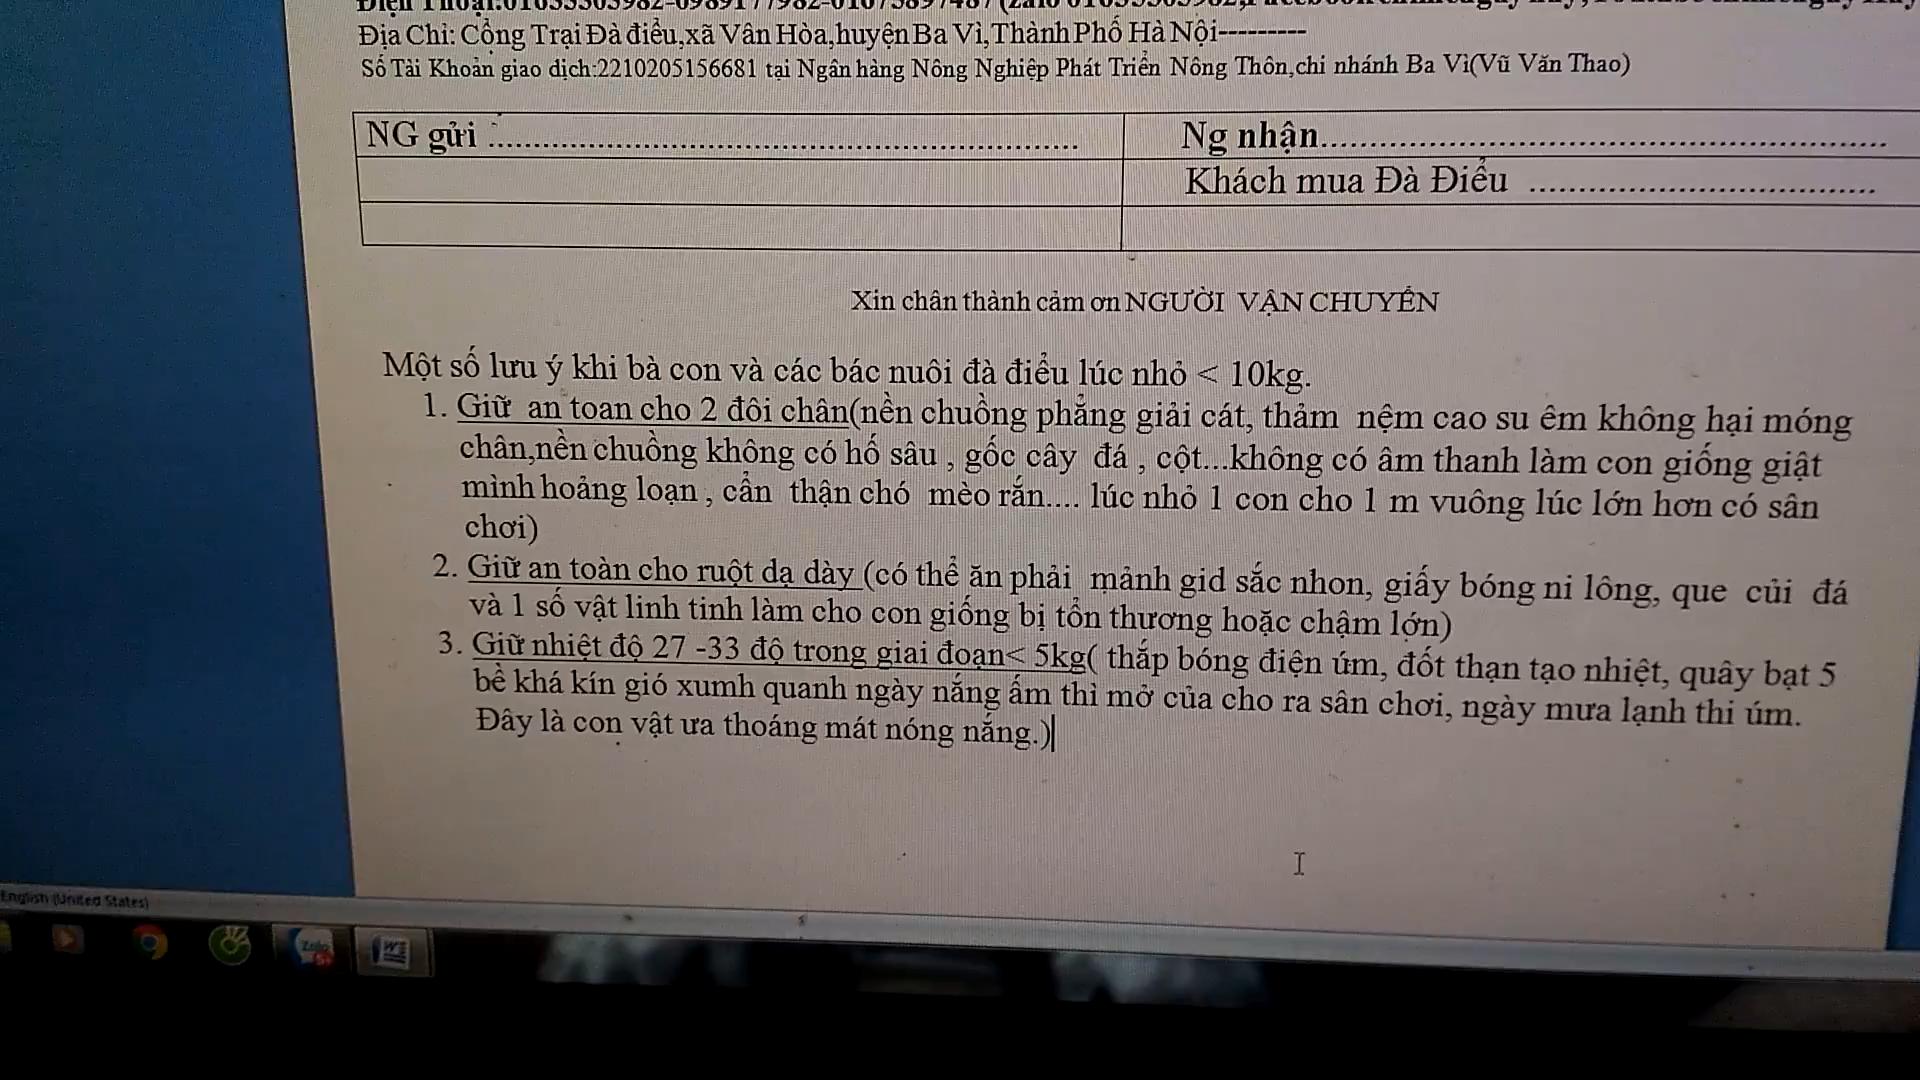 Địa Chỉ: Cổng Trại Đà điểu,xã Vân Hòa,huyện Ba Vì,Thành Phố Hà Nội---------
Số Tài Khoản giao dịch:2210205156681 tại Ngân hàng Nông Nghiệp Phát Triển Nông Thôn,chi nhánh Ba Vì(Vũ Văn Thao)
NG gửi : ................................................................ Ng nhận...............................................................
Khách mua Đà Điểu ......................................
Xin chân thành cảm ơn NGƯỜI VẬN CHUYỂN
Một số lưu ý khi bà con và các bác nuôi đà điểu lúc nhỏ < 10kg.
1. Giữ an toan cho 2 đôi chân(nền chuồng phẳng giải cát, thảm nệm cao su êm không hại móng
chân,nền chuồng không có hố sâu , gốc cây đá , cột...không có âm thanh làm con giống giật
mình hoảng loạn , cẩn thận chó mèo rắn.... lúc nhỏ 1 con cho 1 m vuông lúc lớn hơn có sân
chơi)
2. Giữ an toàn cho ruột dạ dày (có thể ăn phải mảnh gid sắc nhon, giấy bóng ni lông, que củi đá
và 1 số vật linh tinh làm cho con giống bị tổn thương hoặc chậm lớn)
3. Giữ nhiệt độ 27 -33 độ trong giai đoạn< 5kg( thắp bóng điện úm, đốt thạn tạo nhiệt, quây bạt 5
bề khá kín gió xumh quanh ngày nắng ấm thì mở của cho ra sân chơi, ngày mưa lạnh thi úm.
Đây là con vật ưa thoáng mát nóng nắng.)
English (United States)
Zalo
5+
W